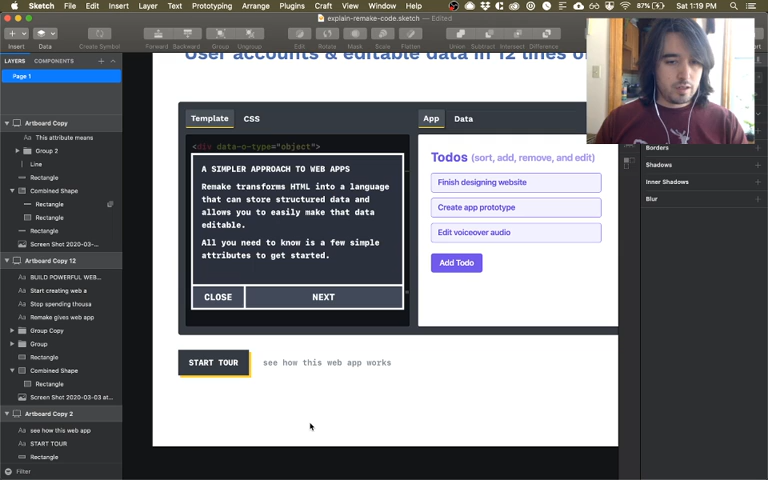 Sketch File Edit Insert Layer Text Prototyping Arrange Plugins Craft View Window Help 87% Sat 1:19 PM
explain-remake-code.sketch — Edited
Insert Data Create Symbol Forward Backward Group Ungroup Edit Rotate Mask Scale Flatten Union Subtract Intersect Difference
LAYERS COMPONENTS
Page 1
Artboard Copy
Aa This attribute means
Group 2
Line
Rectangle
Combined Shape
Rectangle
Rectangle
Rectangle
Screen Shot 2020-03-...
Artboard Copy 12
Aa BUILD POWERFUL WEB...
Aa Start creating web a
Aa Stop spending thousa
Aa Remake gives web app
Group Copy
Group
Rectangle
Combined Shape
Rectangle
Screen Shot 2020-03-03 at...
Artboard Copy 2
Aa see how this web app
Aa START TOUR
Rectangle
Filter
User accounts & editable data in 12 lines of
Template CSS
<div data-o-type="object">
A SIMPLER APPROACH TO WEB APPS
Remake transforms HTML into a language
that can store structured data and
allows you to easily make that data
editable.
All you need to know is a few simple
attributes to get started.
CLOSE NEXT
App Data
Todos (sort, add, remove, and edit)
Finish designing website
Create app prototype
Edit voiceover audio
Add Todo
START TOUR see how this web app works
Borders
Shadows
Inner Shadows
Blur